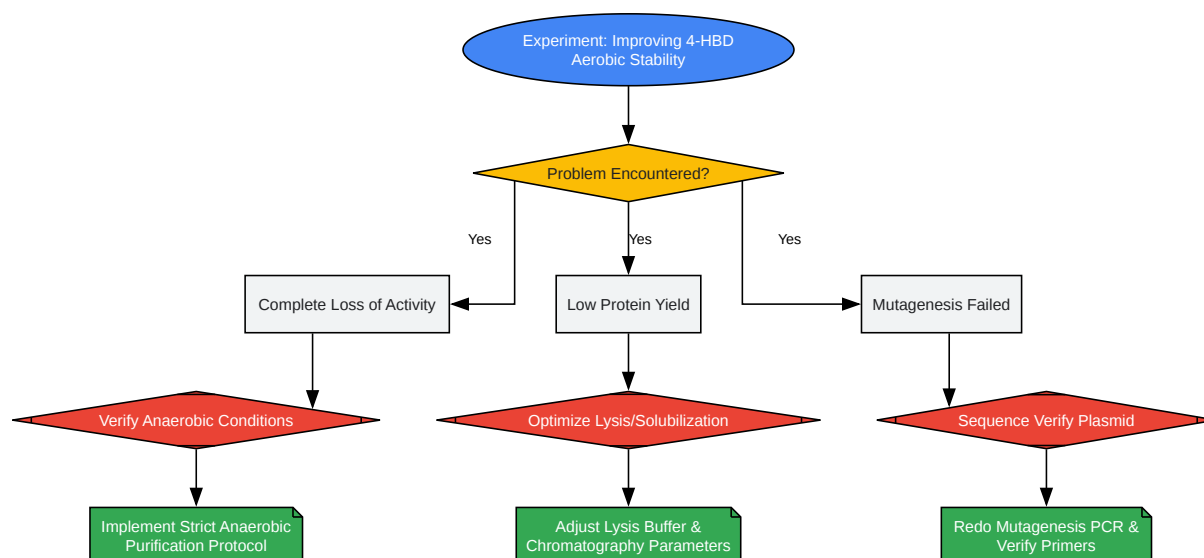 Experiment: Improving 4-HBD
Aerobic Stability
Problem Encountered?
Yes
Yes
Yes
Complete Loss of Activity
Low Protein Yield
Mutagenesis Failed
Verify Anaerobic Conditions
Optimize Lysis/Solubilization
Sequence Verify Plasmid
Implement Strict Anaerobic
Purification Protocol
Adjust Lysis Buffer &
Chromatography Parameters
Redo Mutagenesis PCR &
Verify Primers